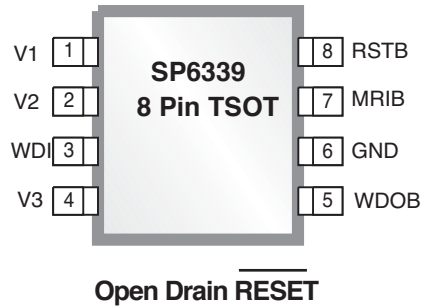 SP6339
8 Pin TSOT
V1 1
V2 2
WDI 3
V3 4
8 RSTB
7 MRIB
6 GND
5 WDOB
Open Drain RESET